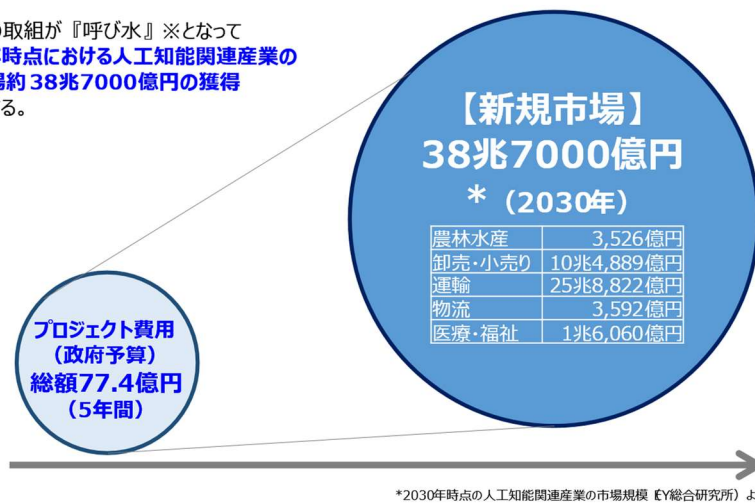 取組が『呼び水』※となって
時点における人工知能関連産業の
約38兆7000億円の獲得
る。
【新規市場】
38兆7000億円
*（2030年）
農林水産 3,526億円
卸売・小売り 10兆4,889億円
運輸 25兆8,822億円
物流 3,592億円
医療・福祉 1兆6,060億円
プロジェクト費用
（政府予算）
総額77.4億円
（5年間）
*2030年時点の人工知能関連産業の市場規模（EY総合研究所）よ